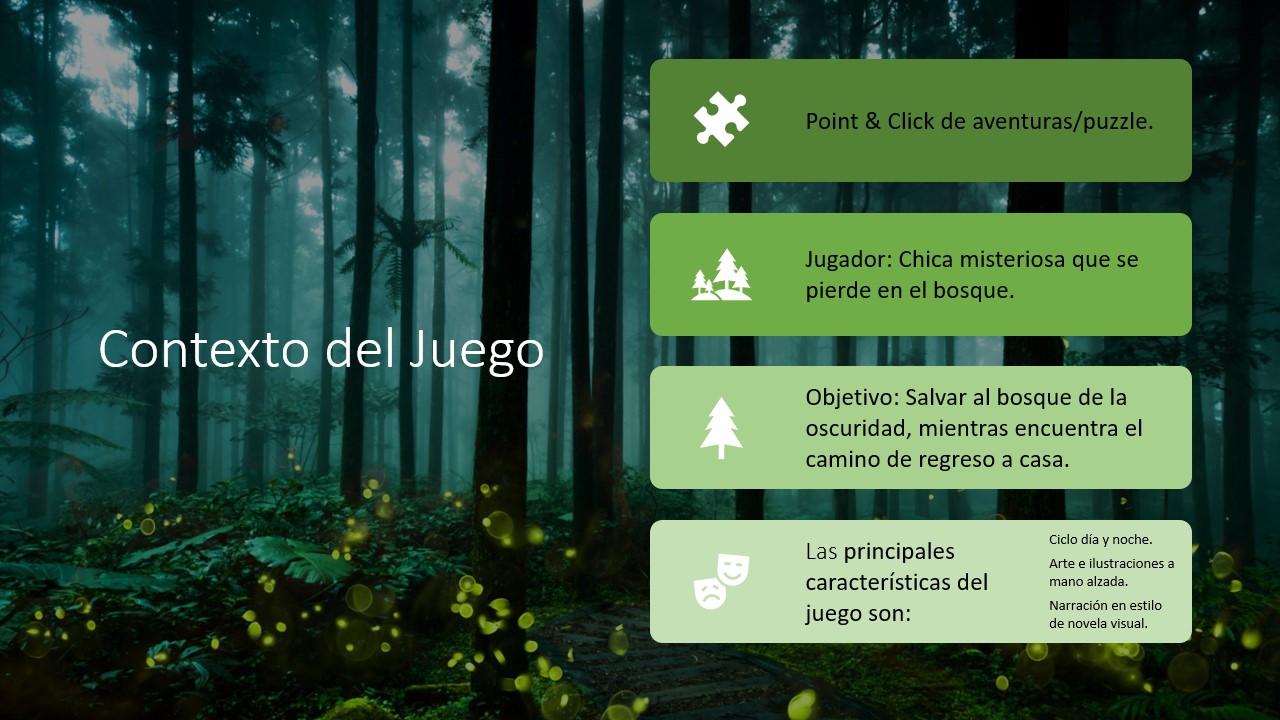 Contexto del Juego
Point & Click de aventuras/puzzle.
Jugador: Chica misteriosa que se
pierde en el bosque.
Objetivo: Salvar al bosque de la
oscuridad, mientras encuentra el
camino de regreso a casa.
Las principales
características del
juego son:
Ciclo día y noche.
Arte e ilustraciones a
mano alzada.
Narración en estilo
de novela visual.